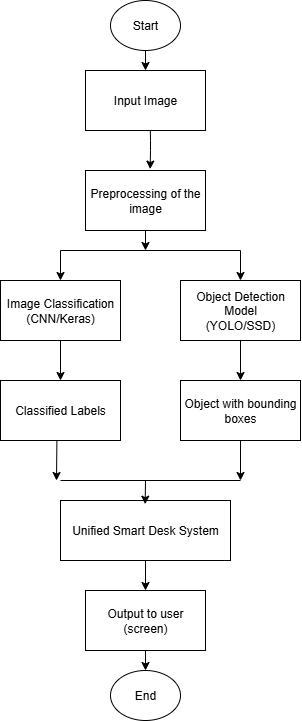 Start
Input Image
Preprocessing of the
image
Image Classification
(CNN/Keras)
Object Detection
Model
(YOLO/SSD)
Classified Labels
Object with bounding
boxes
Unified Smart Desk System
Output to user
(screen)
End